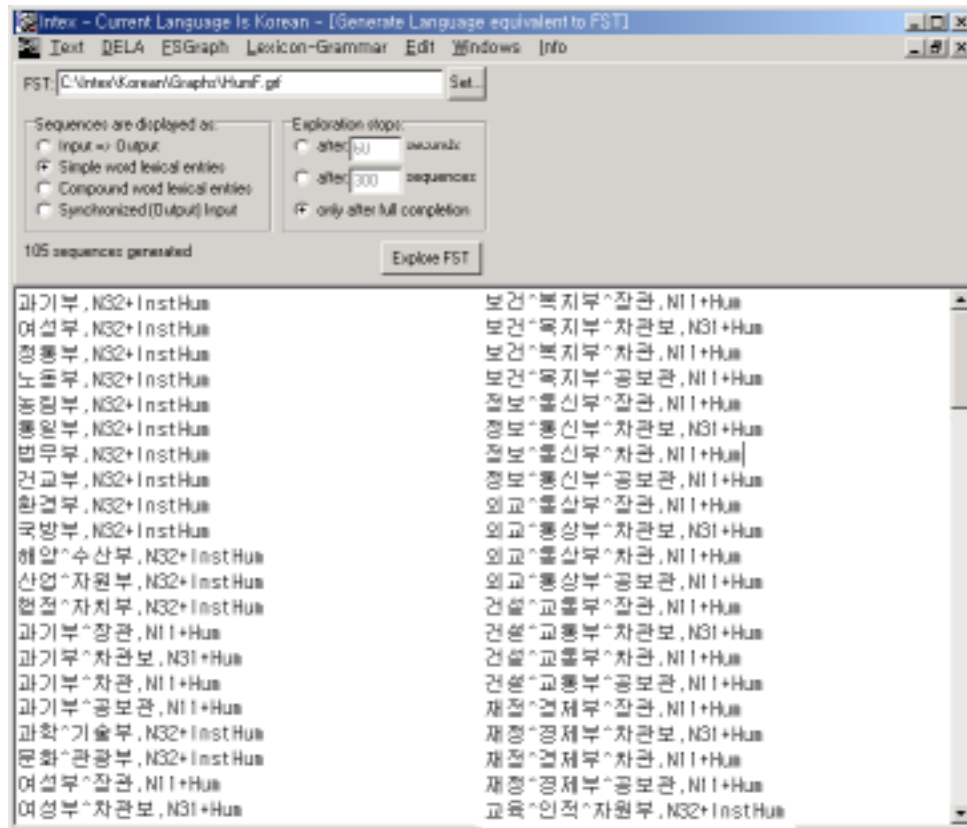 Intex - Current Language Is Korean - [Generate Language equivalent to FST]
Text DELA FSGraph Lexicon-Grammar Edit Windows Info
FST: C:\Intex\Korean\Graphs\HumF.grf Set...
Sequences are displayed as:
Input => Output
Simple word lexical entries
Compound word lexical entries
Synchronized (Output) Input
Exploration stops:
after 60 seconds
after 300 sequences
only after full completion
105 sequences generated
Explore FST
과기부,N32+InstHum
여성부,N32+InstHum
정통부,N32+InstHum
노동부,N32+InstHum
농림부,N32+InstHum
통일부,N32+InstHum
법무부,N32+InstHum
건교부,N32+InstHum
환경부,N32+InstHum
국방부,N32+InstHum
해양^수산부,N32+InstHum
산업^자원부,N32+InstHum
행정^자치부,N32+InstHum
과기부^장관,N11+Hum
과기부^차관보,N31+Hum
과기부^차관,N11+Hum
과기부^공보관,N11+Hum
과학^기술부,N32+InstHum
문화^관광부,N32+InstHum
여성부^장관,N11+Hum
여성부^차관보,N31+Hum
보건^복지부^장관,N11+Hum
보건^복지부^차관보,N31+Hum
보건^복지부^차관,N11+Hum
보건^복지부^공보관,N11+Hum
정보^통신부^장관,N11+Hum
정보^통신부^차관보,N31+Hum
정보^통신부^차관,N11+Hum
정보^통신부^공보관,N11+Hum
외교^통상부^장관,N11+Hum
외교^통상부^차관보,N31+Hum
외교^통상부^차관,N11+Hum
외교^통상부^공보관,N11+Hum
건설^교통부^장관,N11+Hum
건설^교통부^차관보,N31+Hum
건설^교통부^차관,N11+Hum
건설^교통부^공보관,N11+Hum
재정^경제부^장관,N11+Hum
재정^경제부^차관보,N31+Hum
재정^경제부^차관,N11+Hum
재정^경제부^공보관,N11+Hum
교육^인적^자원부,N32+InstHum